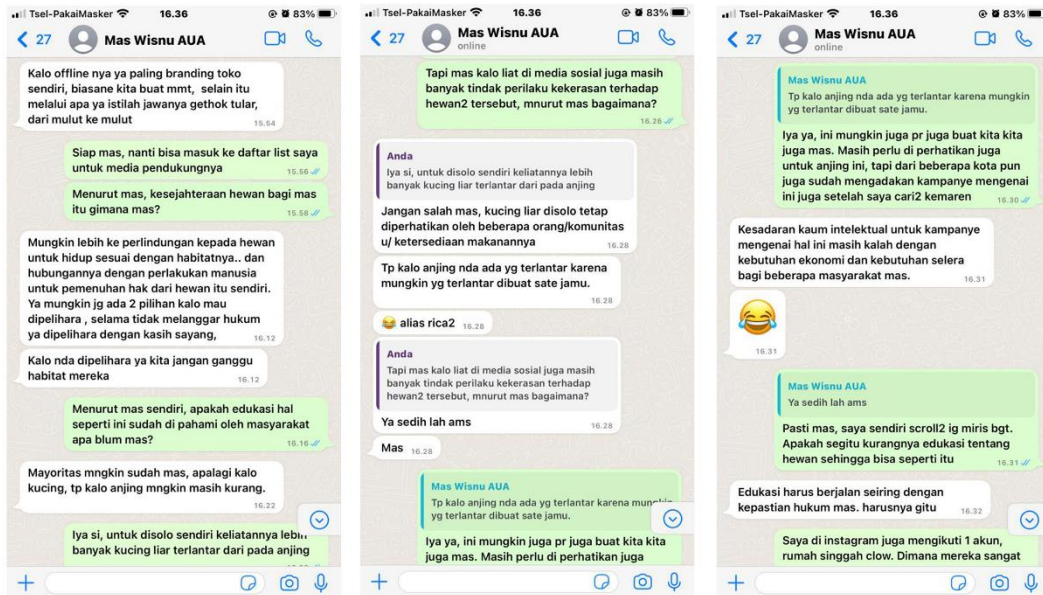 Tsel-PakaiMasker
16.36
83%
27
Mas Wisnu AUA
Kalo offline nya ya paling branding toko
sendiri, biasane kita buat mmt, selain itu
melalui apa ya istilah jawanya gethok tular,
dari mulut ke mulut
15.54
Siap mas, nanti bisa masuk ke daftar list saya
untuk media pendukungnya
15.56
Menurut mas, kesejahteraan hewan bagi mas
itu gimana mas?
15.58
Mungkin lebih ke perlindungan kepada hewan
untuk hidup sesuai dengan habitatnya.. dan
hubungannya dengan perlakukan manusia
untuk pemenuhan hak dari hewan itu sendiri.
Ya mungkin jg ada 2 pilihan kalo mau
dipelihara , selama tidak melanggar hukum
ya dipelihara dengan kasih sayang,
16.12
Kalo nda dipelihara ya kita jangan ganggu
habitat mereka
16.12
Menurut mas sendiri, apakah edukasi hal
seperti ini sudah di pahami oleh masyarakat
apa blum mas?
16.16
Mayoritas mngkin sudah mas, apalagi kalo
kucing, tp kalo anjing mngkin masih kurang.
16.22
Iya si, untuk disolo sendiri keliatannya lebih
banyak kucing liar terlantar dari pada anjing
Tsel-PakaiMasker
16.36
83%
27
Mas Wisnu AUA
online
Tapi mas kalo liat di media sosial juga masih
banyak tindak perilaku kekerasan terhadap
hewan2 tersebut, mnurut mas bagaimana?
16.26
Anda
Iya si, untuk disolo sendiri keliatannya lebih
banyak kucing liar terlantar dari pada anjing
Jangan salah mas, kucing liar disolo tetap
diperhatikan oleh beberapa orang/komunitas
u/ ketersediaan makanannya
16.28
Tp kalo anjing nda ada yg terlantar karena
mungkin yg terlantar dibuat sate jamu.
16.28
😂 alias rica2
16.28
Anda
Tapi mas kalo liat di media sosial juga masih
banyak tindak perilaku kekerasan terhadap
hewan2 tersebut, mnurut mas bagaimana?
Ya sedih lah ams
16.28
Mas
16.28
Mas Wisnu AUA
Tp kalo anjing nda ada yg terlantar karena mungkin
yg terlantar dibuat sate jamu.
Iya ya, ini mungkin juga pr juga buat kita kita
juga mas. Masih perlu di perhatikan juga
Tsel-PakaiMasker
16.36
83%
27
Mas Wisnu AUA
online
Mas Wisnu AUA
Tp kalo anjing nda ada yg terlantar karena mungkin
yg terlantar dibuat sate jamu.
Iya ya, ini mungkin juga pr juga buat kita kita
juga mas. Masih perlu di perhatikan juga
untuk anjing ini, tapi dari beberapa kota pun
juga sudah mengadakan kampanye mengenai
ini juga setelah saya cari2 kemaren
16.30
Kesadaran kaum intelektual untuk kampanye
mengenai hal ini masih kalah dengan
kebutuhan ekonomi dan kebutuhan selera
bagi beberapa masyarakat mas.
16.31
😂
16.31
Mas Wisnu AUA
Ya sedih lah ams
Pasti mas, saya sendiri scroll2 ig miris bgt.
Apakah segitu kurangnya edukasi tentang
hewan sehingga bisa seperti itu
16.31
Edukasi harus berjalan seiring dengan
kepastian hukum mas. harusnya gitu
16.32
Saya di instagram juga mengikuti 1 akun,
rumah singgah clow. Dimana mereka sangat